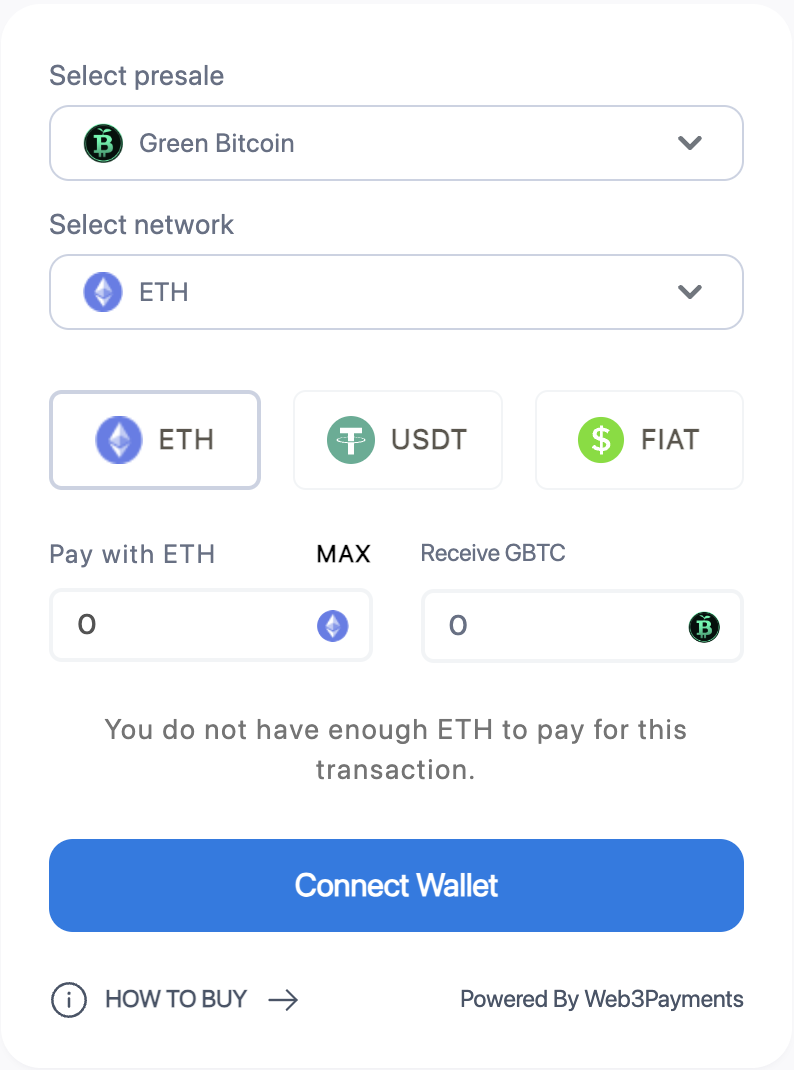 Select presale
Green Bitcoin
Select network
ETH
ETH
USDT
FIAT
Pay with ETH
MAX
Receive GBTC
0
0
You do not have enough ETH to pay for this
transaction.
Connect Wallet
HOW TO BUY
Powered By Web3Payments